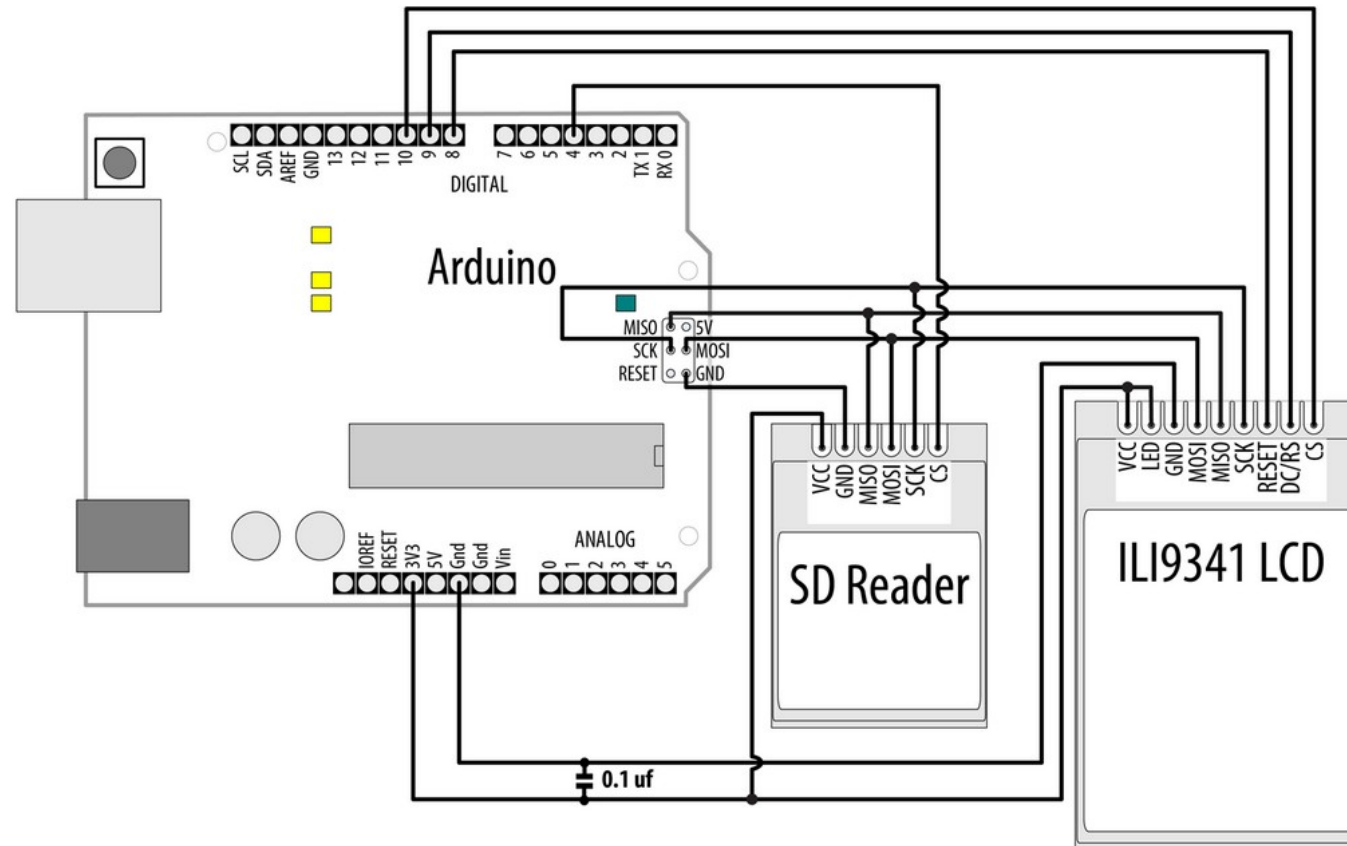 SCL SDA AREF GND 13 12 11 10 9 8 7 6 5 4 3 2 TX 1 RX 0
DIGITAL
Arduino
MISO 5V
SCK MOSI
RESET GND
VCC GND MISO MOSI SCK CS
SD Reader
VCC LED GND MOSI MISO SCK RESET DC/RS CS
ILI9341 LCD
IOREF RESET 3V3 5V Gnd Gnd Vin
ANALOG
0 1 2 3 4 5
0.1 uf